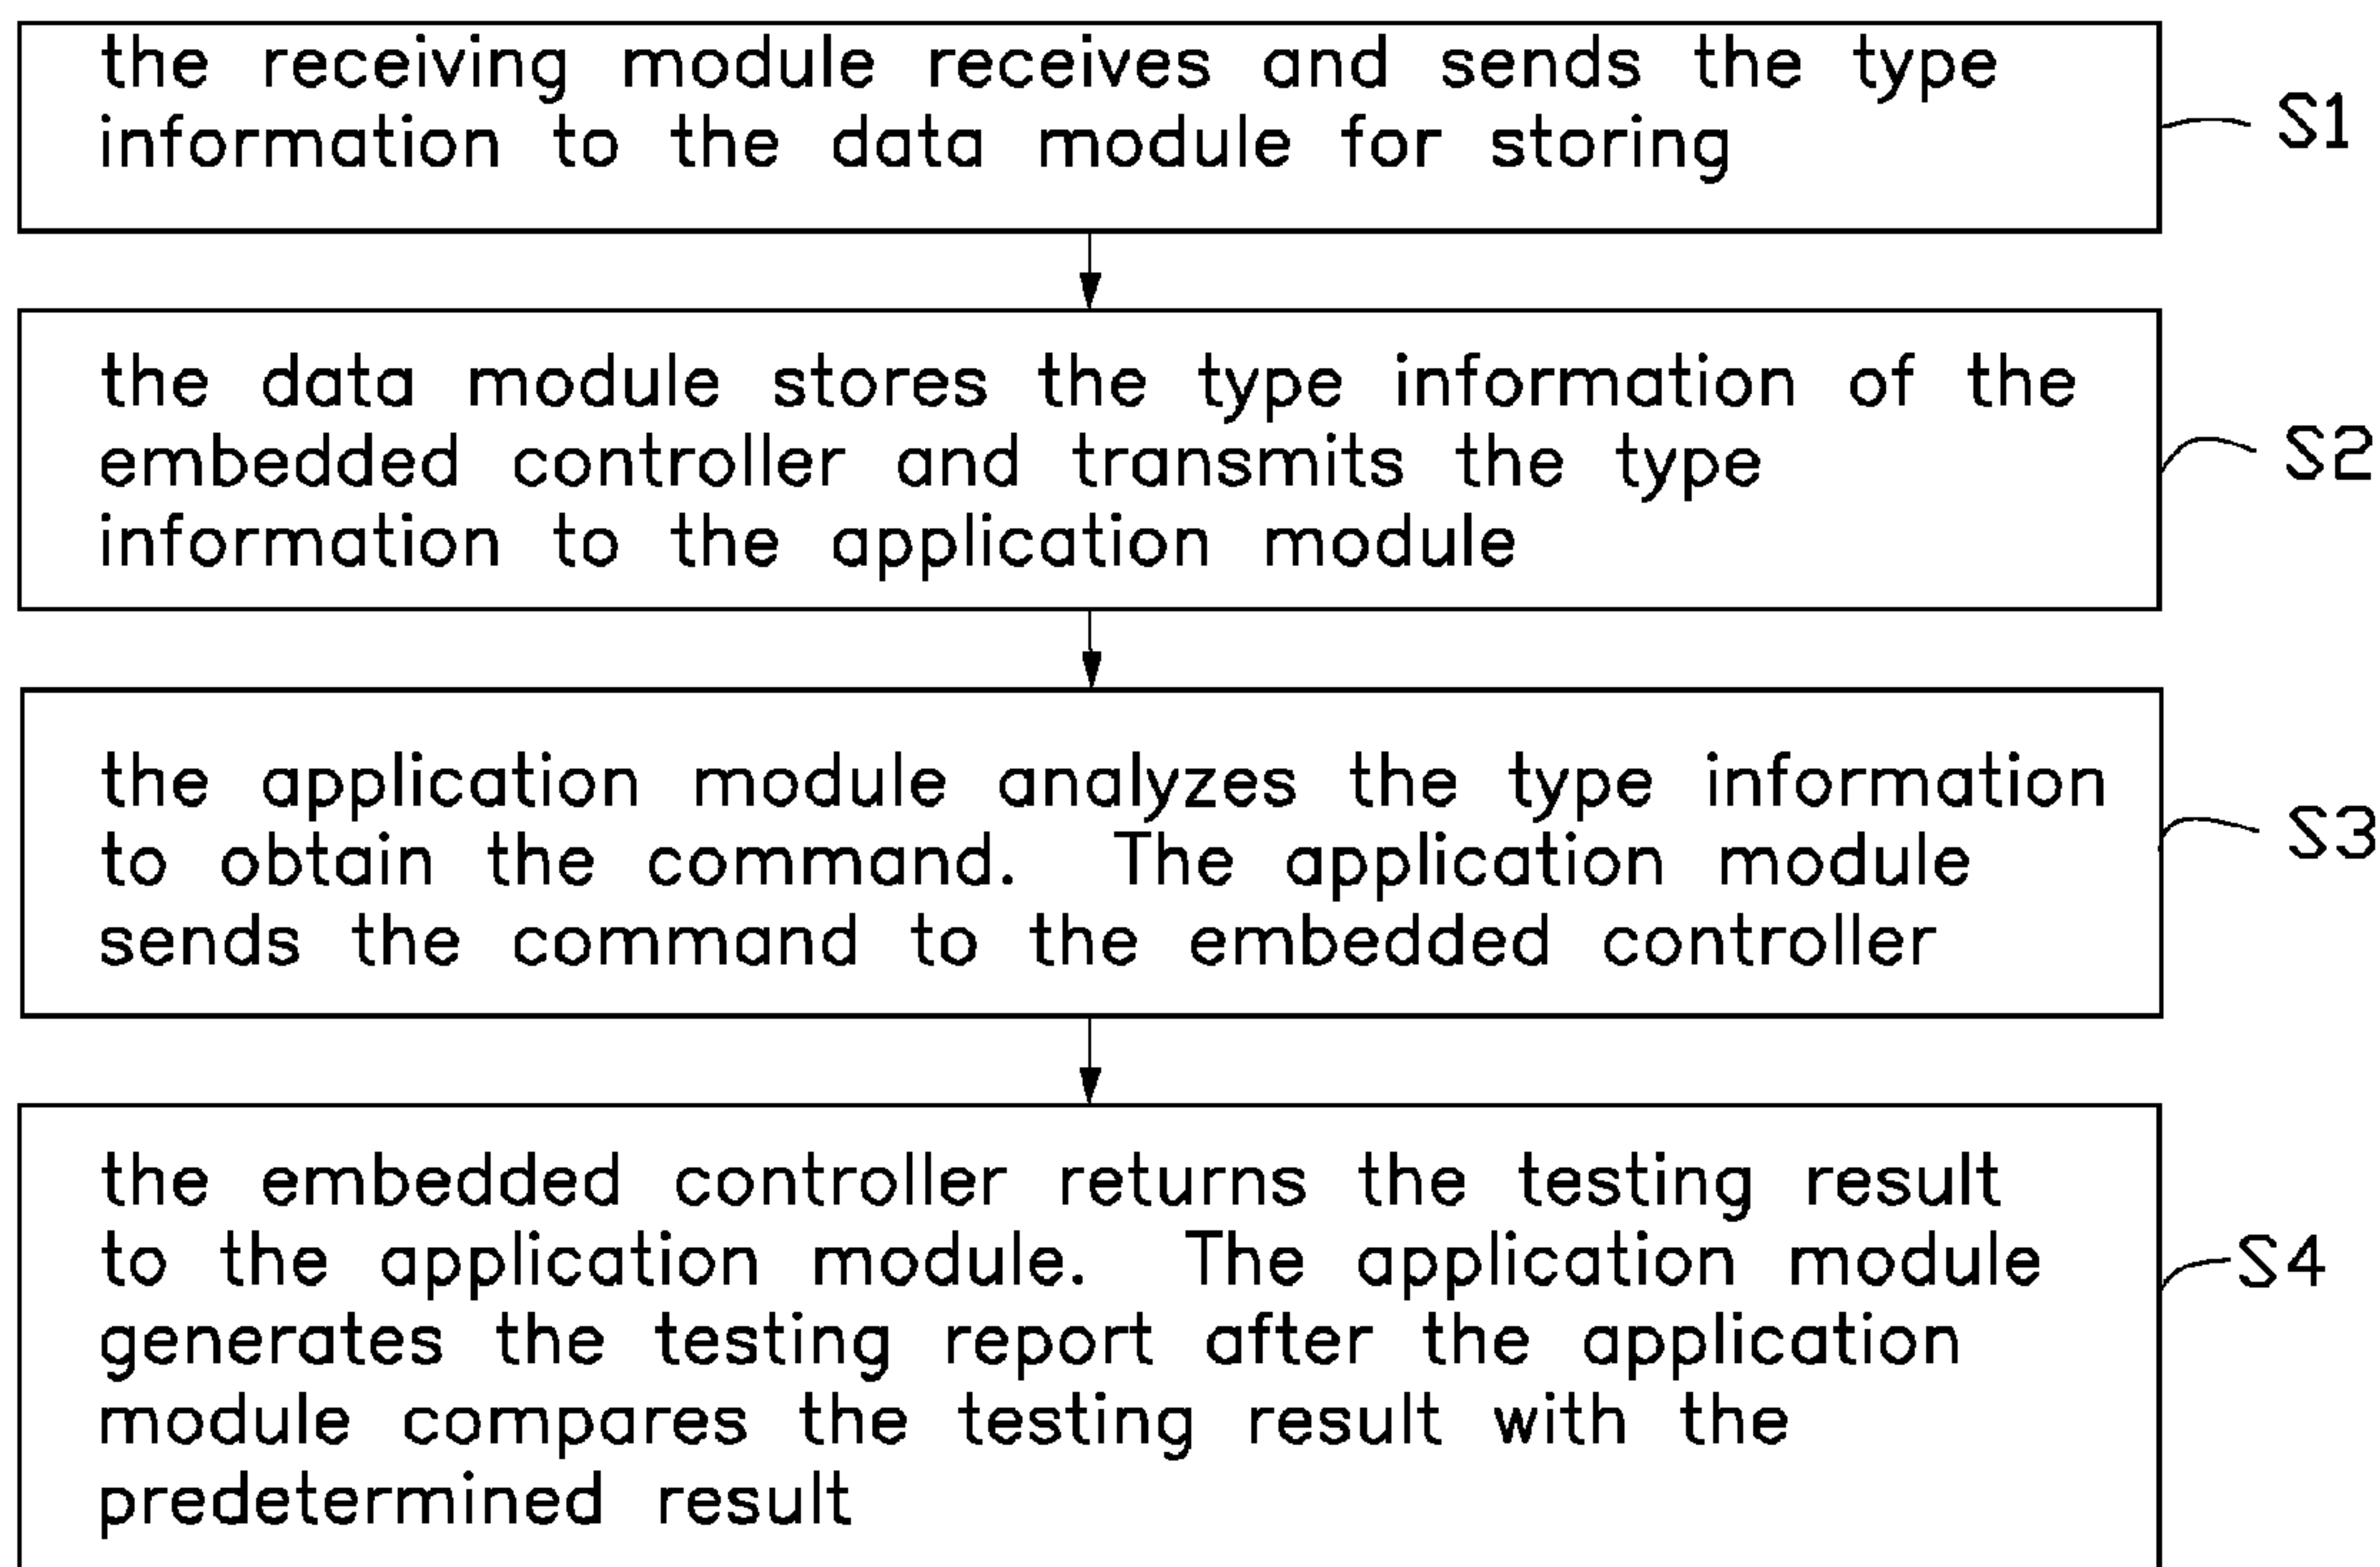 the receiving module receives and sends the type
information to the data module for storing
S1
the data module stores the type information of the
embedded controller and transmits the type
information to the application module
S2
the application module analyzes the type information
to obtain the command. The application module
sends the command to the embedded controller
S3
the embedded controller returns the testing result
to the application module. The application module
generates the testing report after the application
module compares the testing result with the
predetermined result
S4